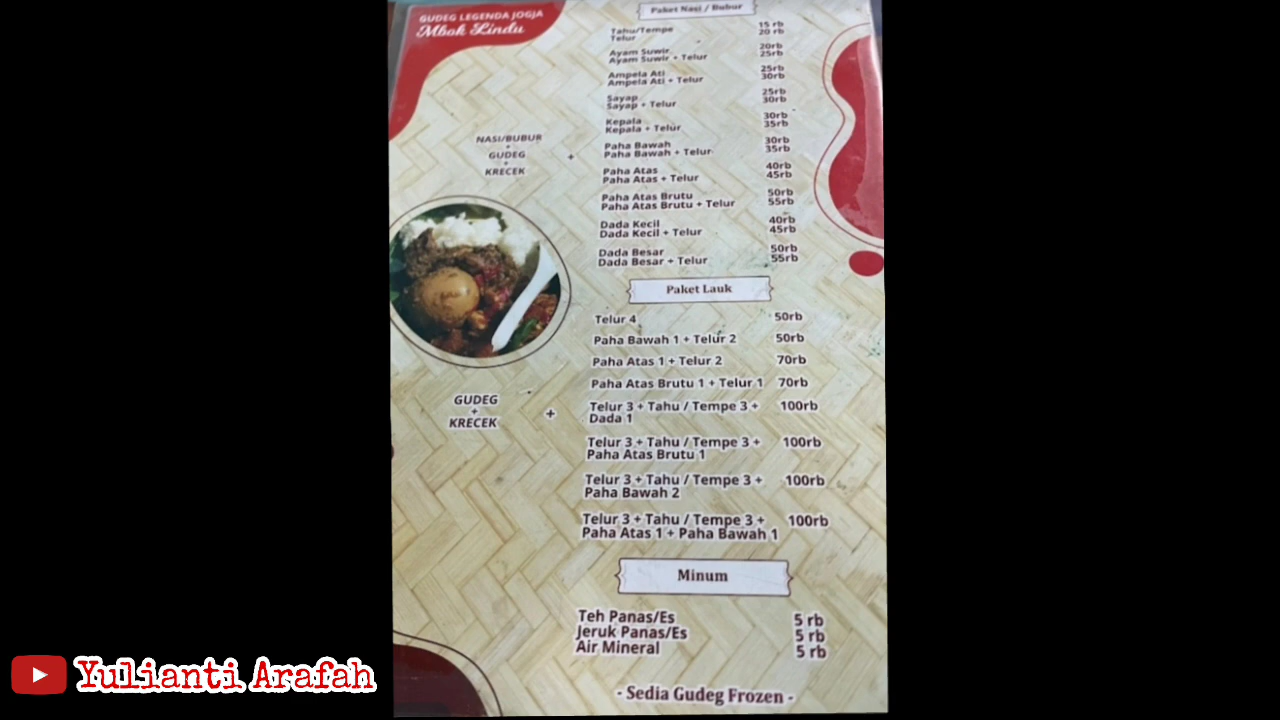 GUDEG LEGENDA JOGJA
Mbok Lindu
Paket Nasi / Bubur
Tahu/Tempe 15 rb
Telur 20 rb
Ayam Suwir 20rb
Ayam Suwir + Telur 25rb
Ampela Ati 25rb
Ampela Ati + Telur 30rb
Sayap 25rb
Sayap + Telur 30rb
Kepala 30rb
Kepala + Telur 35rb
NASI/BUBUR
+
GUDEG
+
KRECEK
+
Paha Bawah 30rb
Paha Bawah + Telur 35rb
Paha Atas 40rb
Paha Atas + Telur 45rb
Paha Atas Brutu 50rb
Paha Atas Brutu + Telur 55rb
Dada Kecil 40rb
Dada Kecil + Telur 45rb
Dada Besar 50rb
Dada Besar + Telur 55rb
Paket Lauk
Telur 4 50rb
Paha Bawah 1 + Telur 2 50rb
Paha Atas 1 + Telur 2 70rb
Paha Atas Brutu 1 + Telur 1 70rb
GUDEG
+
KRECEK
+
Telur 3 + Tahu / Tempe 3 + 100rb
Dada 1
Telur 3 + Tahu / Tempe 3 + 100rb
Paha Atas Brutu 1
Telur 3 + Tahu / Tempe 3 + 100rb
Paha Bawah 2
Telur 3 + Tahu / Tempe 3 + 100rb
Paha Atas 1 + Paha Bawah 1
Minum
Teh Panas/Es 5 rb
Jeruk Panas/Es 5 rb
Air Mineral 5 rb
- Sedia Gudeg Frozen -
Yulianti Arafah